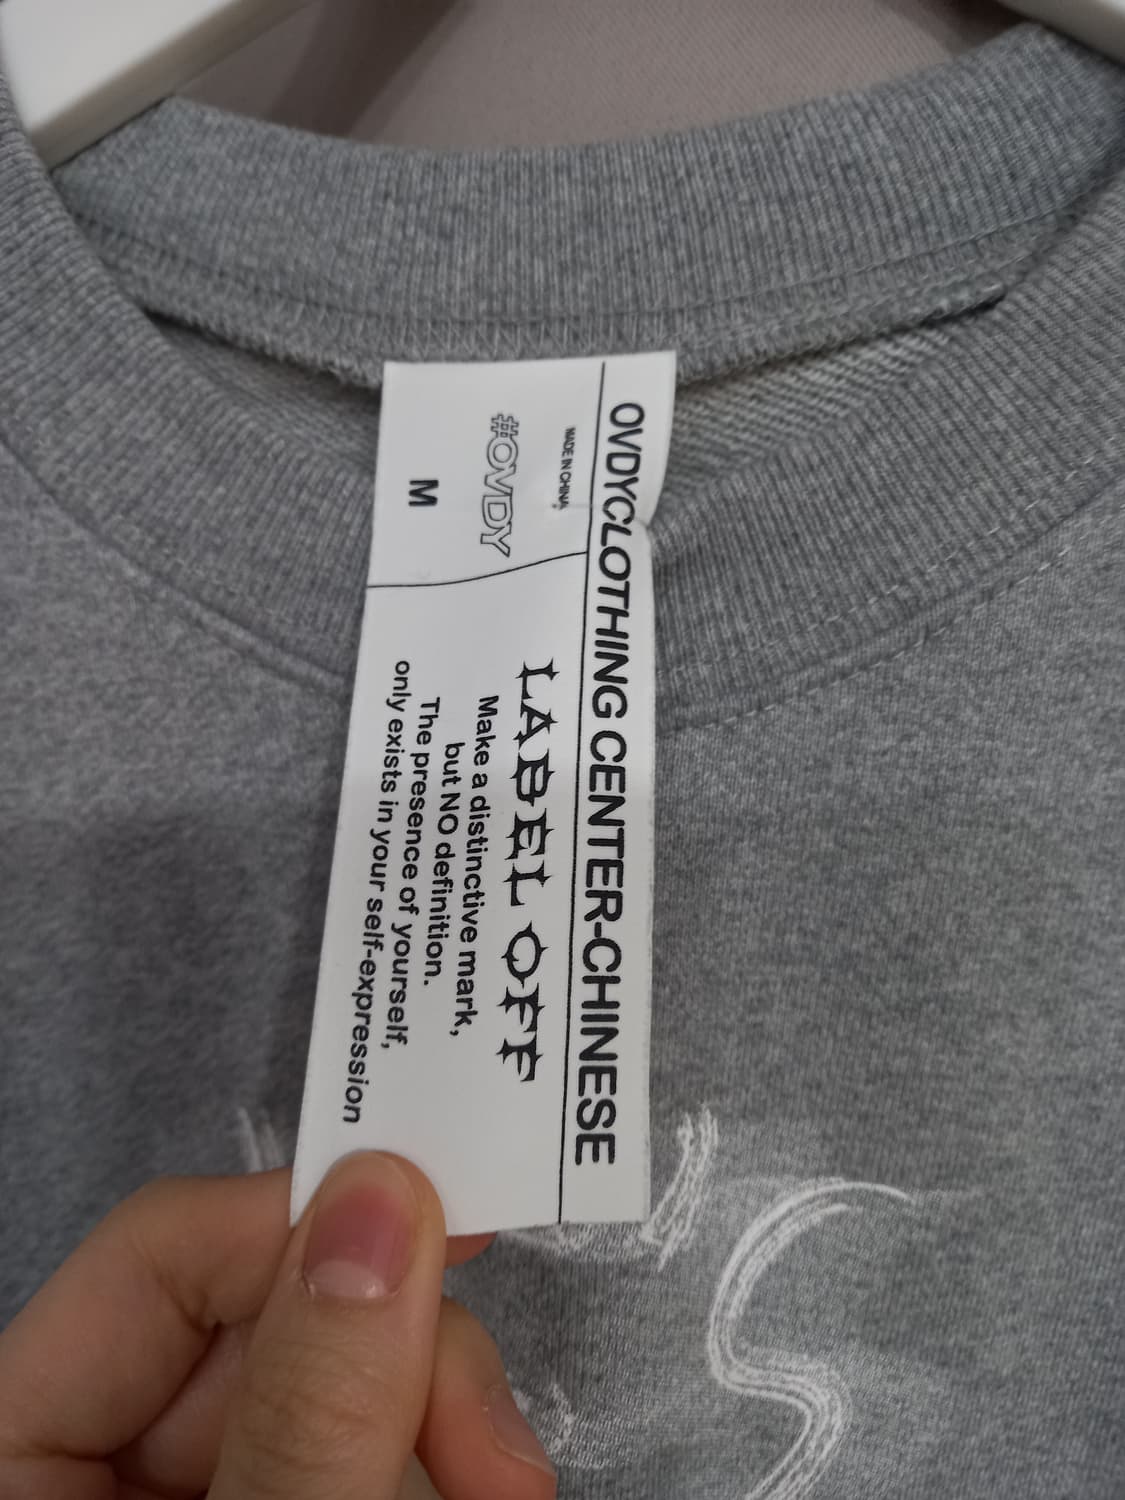 OVDYCLOTHING CENTER-CHINESE
MADE IN CHINA
#OVDY
M
LABEL OFF
Make a distinctive mark,
but NO definition.
The presence of yourself,
only exists in your self-expression